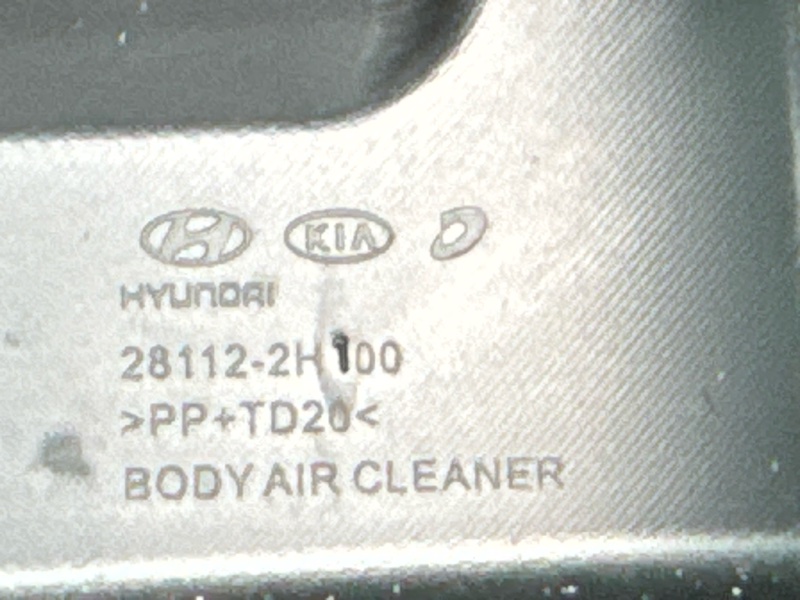 KIA
HYUNDAI
28112-2H100
>PP+TD20<
BODY AIR CLEANER